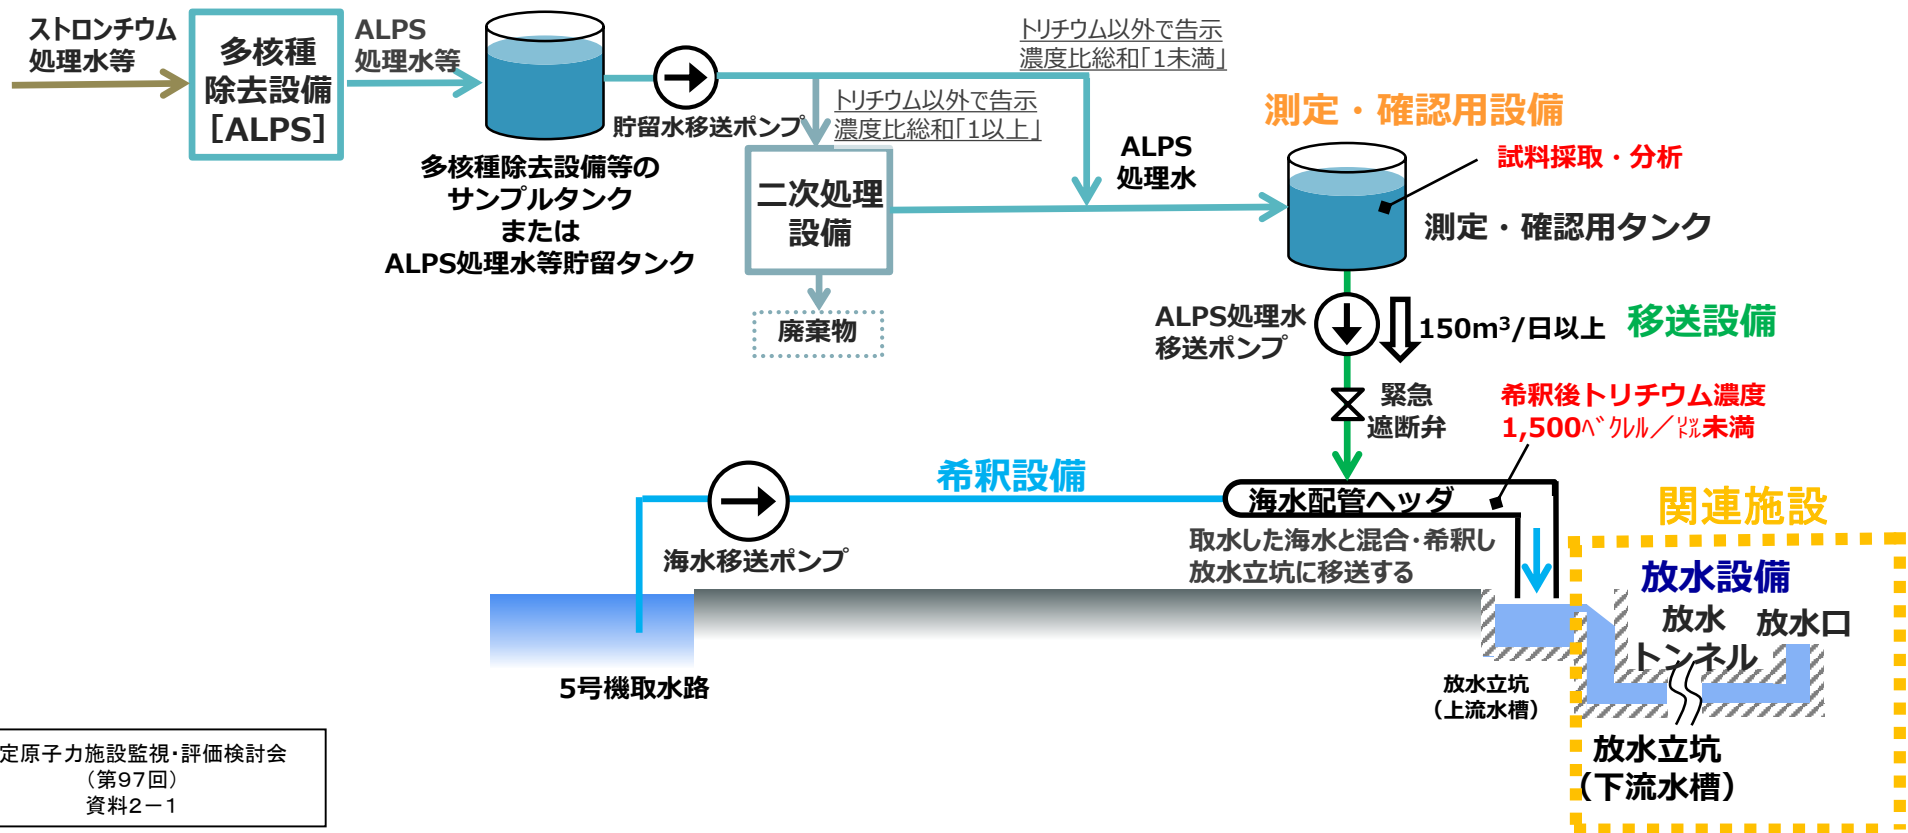 ストロンチウム
処理水等
多核種
除去設備
［ALPS］
ALPS
処理水等
貯留水移送ポンプ
多核種除去設備等の
サンプルタンク
または
ALPS処理水等貯留タンク
トリチウム以外で告示
濃度比総和｢1未満｣
トリチウム以外で告示
濃度比総和｢1以上｣
二次処理
設備
廃棄物
ALPS
処理水
測定・確認用設備
試料採取・分析
測定・確認用タンク
ALPS処理水
移送ポンプ
150m³/日以上
移送設備
緊急
遮断弁
希釈後トリチウム濃度
1,500ﾍﾞｸﾚﾙ／㍑未満
希釈設備
海水移送ポンプ
海水配管ヘッダ
取水した海水と混合･希釈し
放水立坑に移送する
関連施設
放水設備
放水
トンネル
放水口
5号機取水路
放水立坑
（上流水槽）
放水立坑
（下流水槽）
定原子力施設監視･評価検討会
（第97回）
資料2－1